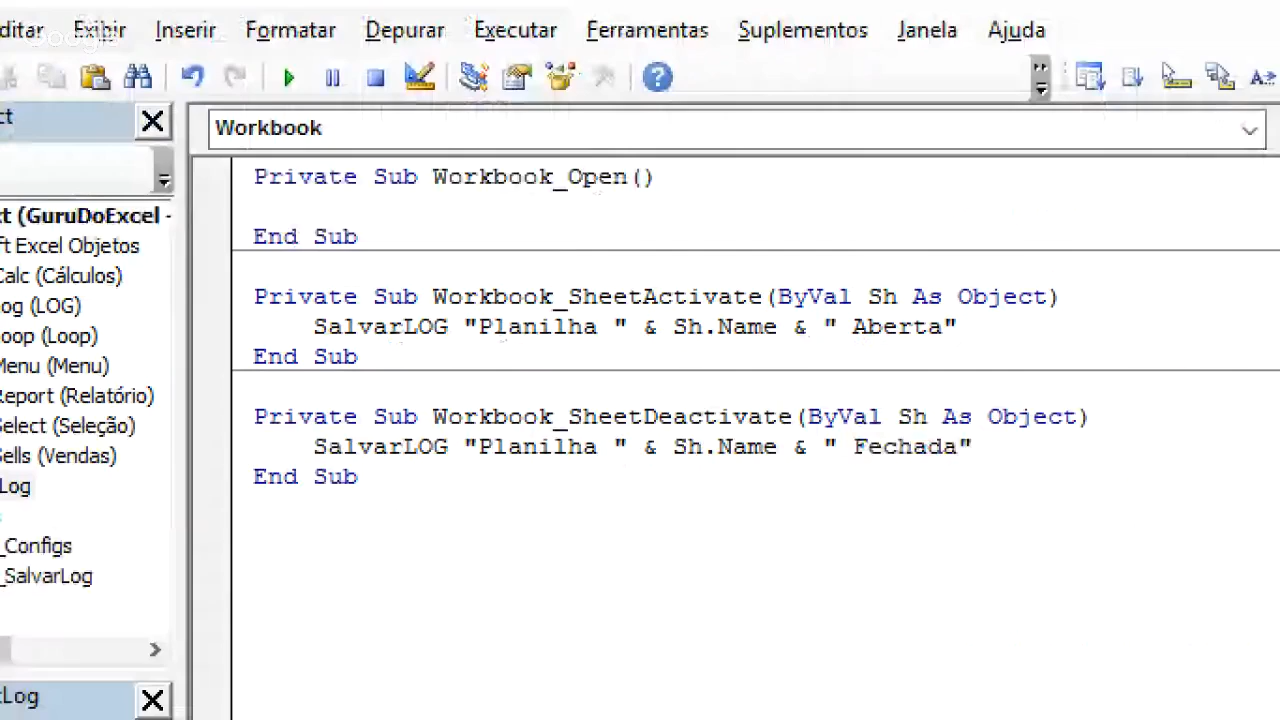 ditar Exibir Inserir Formatar Depurar Executar Ferramentas Suplementos Janela Ajuda
ct
Workbook
Private Sub Workbook_Open()
End Sub
Private Sub Workbook_SheetActivate(ByVal Sh As Object)
SalvarLOG "Planilha " & Sh.Name & " Aberta"
End Sub
Private Sub Workbook_SheetDeactivate(ByVal Sh As Object)
SalvarLOG "Planilha " & Sh.Name & " Fechada"
End Sub
ct (GuruDoExcel -
ft Excel Objetos
Calc (Cálculos)
og (LOG)
oop (Loop)
Menu (Menu)
Report (Relatório)
Select (Seleção)
Sells (Vendas)
Log
_Configs
_SalvarLog
tLog